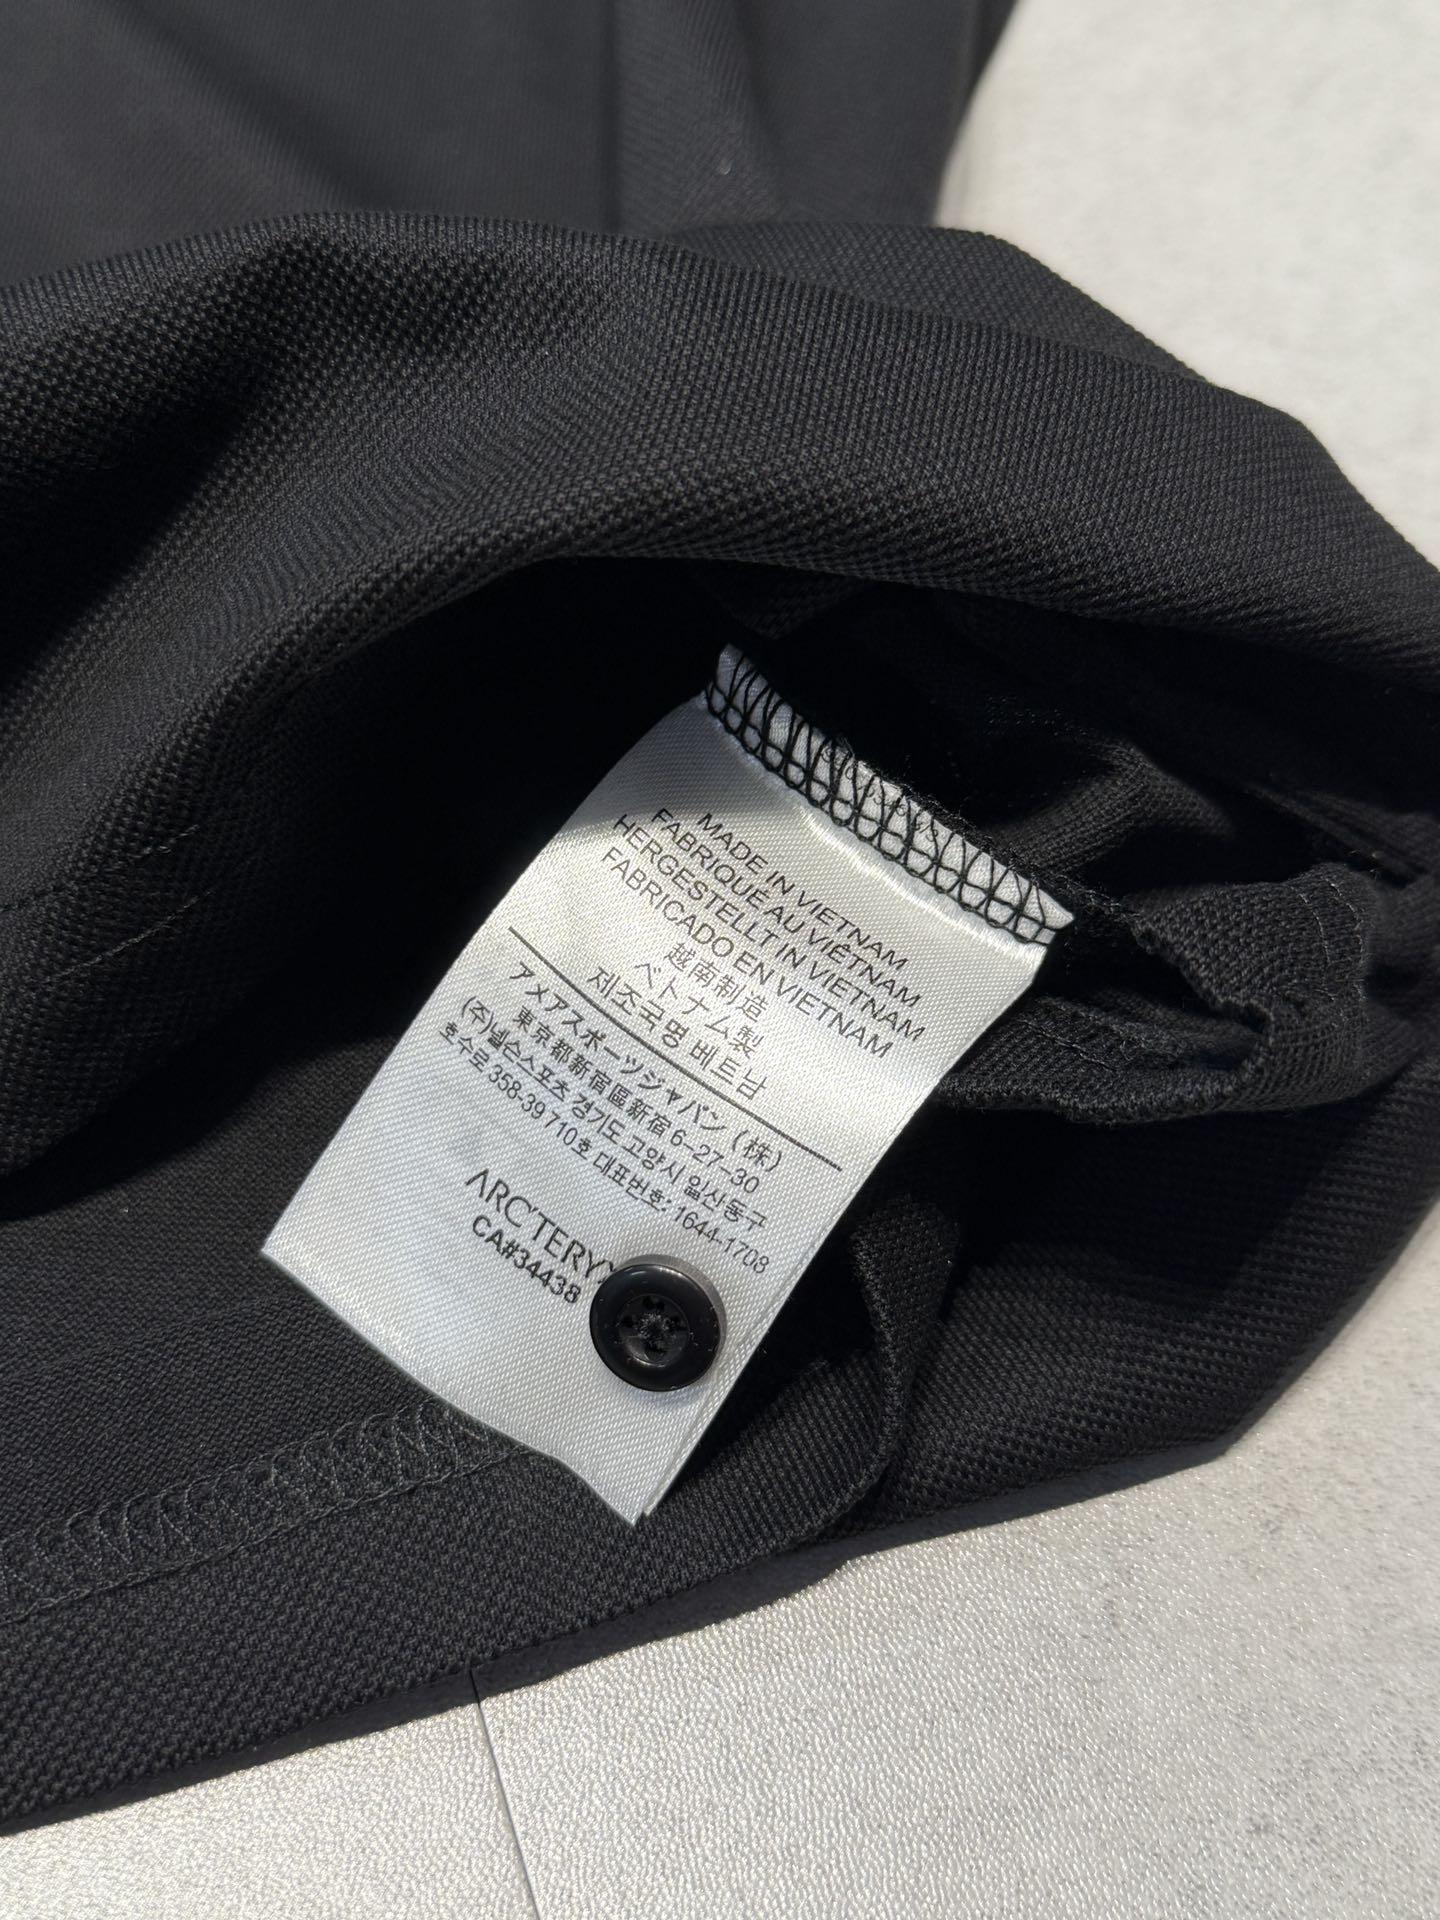 MADE IN VIETNAM
FABRIQUÉ AU VIÊTNAM
HERGESTELLT IN VIETNAM
FABRICADO EN VIETNAM
越南制造
ベトナム製
제조국명 베트남
アメアスポーツジャパン (株)
東京都新宿區新宿 6-27-30
(주)넬슨스포츠 경기도 고양시 일산동구
호수로 358-39 710호 대표번호: 1644-1708
ARC'TERYX
CA#34438